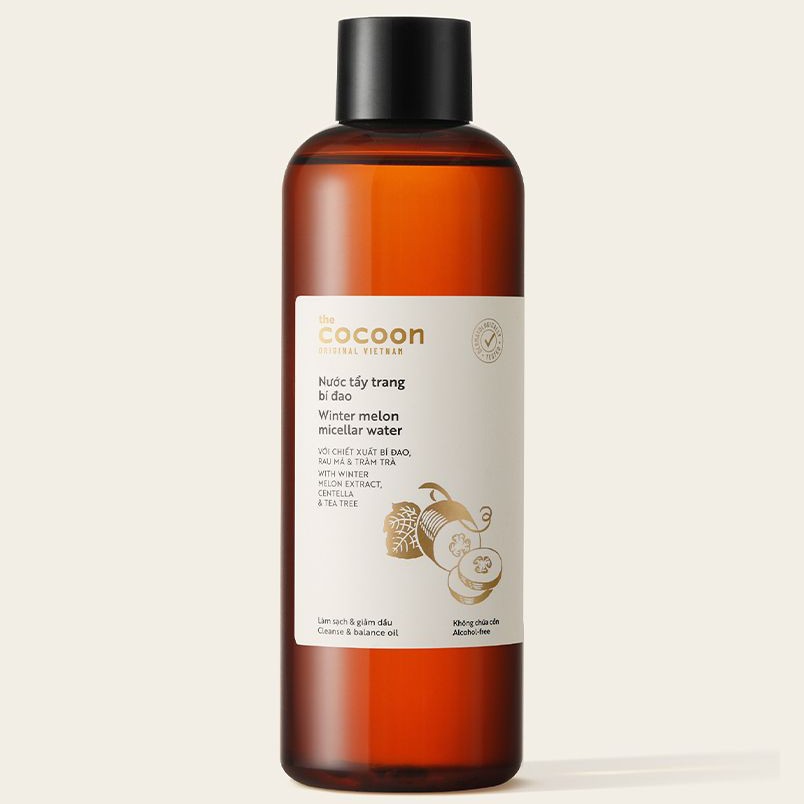 the
cocoon
ORIGINAL VIETNAM
DERMATOLOGICALLY TESTED
Nước tẩy trang
bí đao
Winter melon
micellar water
VỚI CHIẾT XUẤT BÍ ĐAO,
RAU MÁ & TRÀM TRÀ
WITH WINTER
MELON EXTRACT,
CENTELLA
& TEA TREE
Làm sạch & giảm dầu
Cleanse & balance oil
Không chứa cồn
Alcohol-free